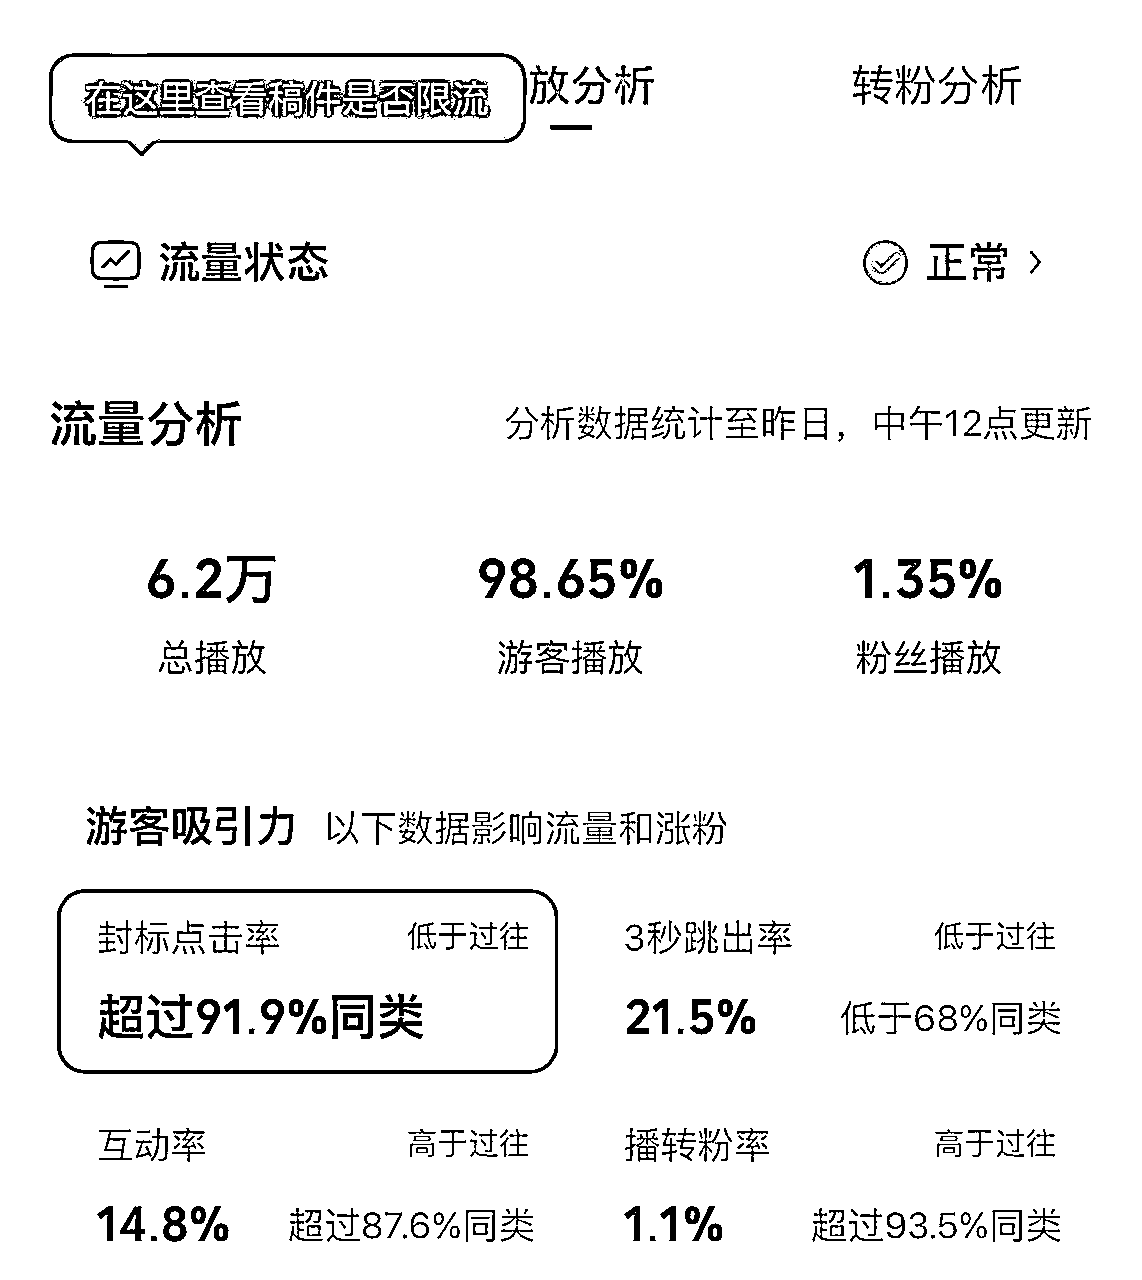 在这里查看稿件是否限流
放分析 转粉分析
流量状态 正常
流量分析 分析数据统计至昨日，中午12点更新
6.2万 98.65% 1.35%
总播放 游客播放 粉丝播放
游客吸引力 以下数据影响流量和涨粉
封标点击率 低于过往 3秒跳出率 低于过往
超过91.9%同类 21.5% 低于68%同类
互动率 高于过往 播转粉率 高于过往
14.8% 超过87.6%同类 1.1% 超过93.5%同类